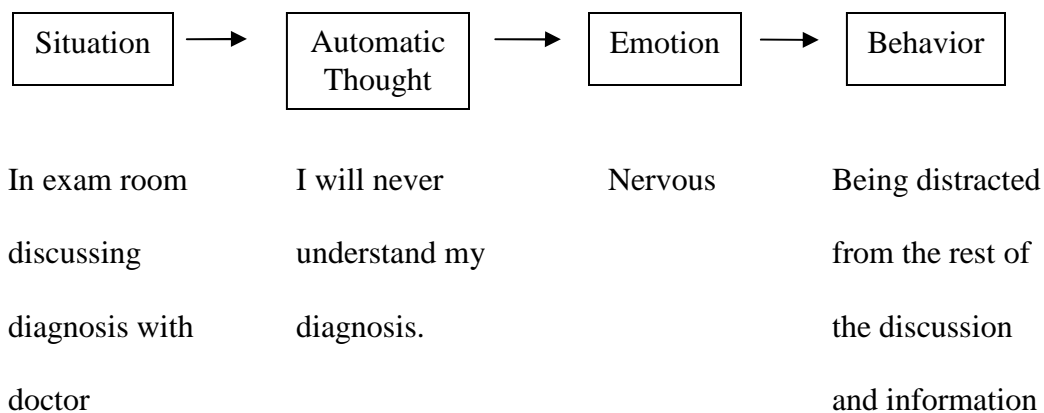 Situation
Automatic
Thought
Emotion
Behavior
In exam room
discussing
diagnosis with
doctor
I will never
understand my
diagnosis.
Nervous
Being distracted
from the rest of
the discussion
and information